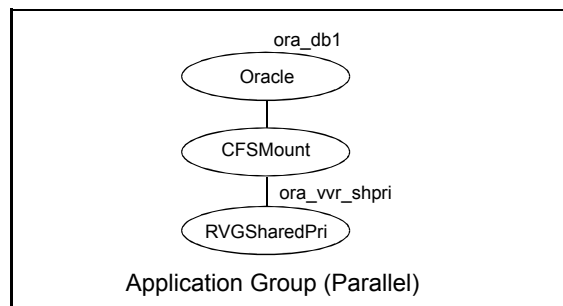 ora_db1
Oracle
CFSMount
ora_vvr_shpri
RVGSharedPri
Application Group (Parallel)